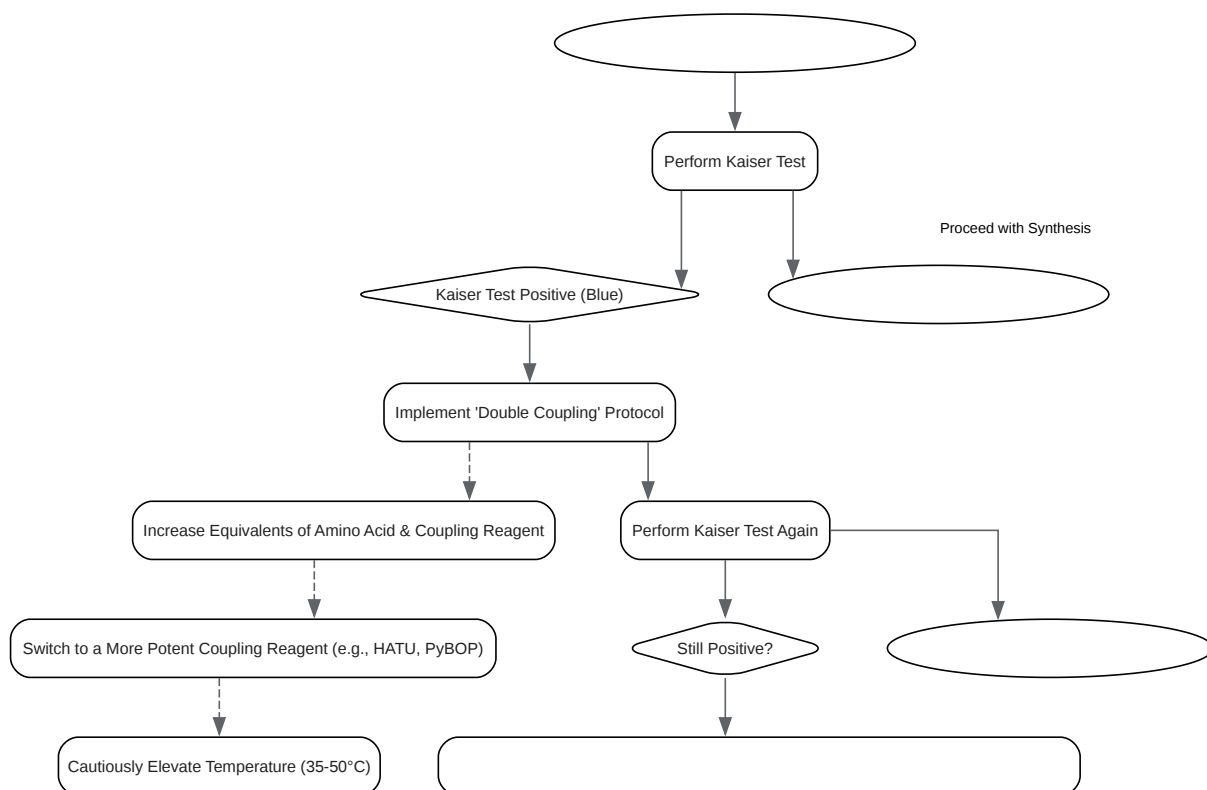 Perform Kaiser Test
Proceed with Synthesis
Kaiser Test Positive (Blue)
Implement 'Double Coupling' Protocol
Increase Equivalents of Amino Acid & Coupling Reagent
Perform Kaiser Test Again
Switch to a More Potent Coupling Reagent (e.g., HATU, PyBOP)
Still Positive?
Cautiously Elevate Temperature (35-50°C)